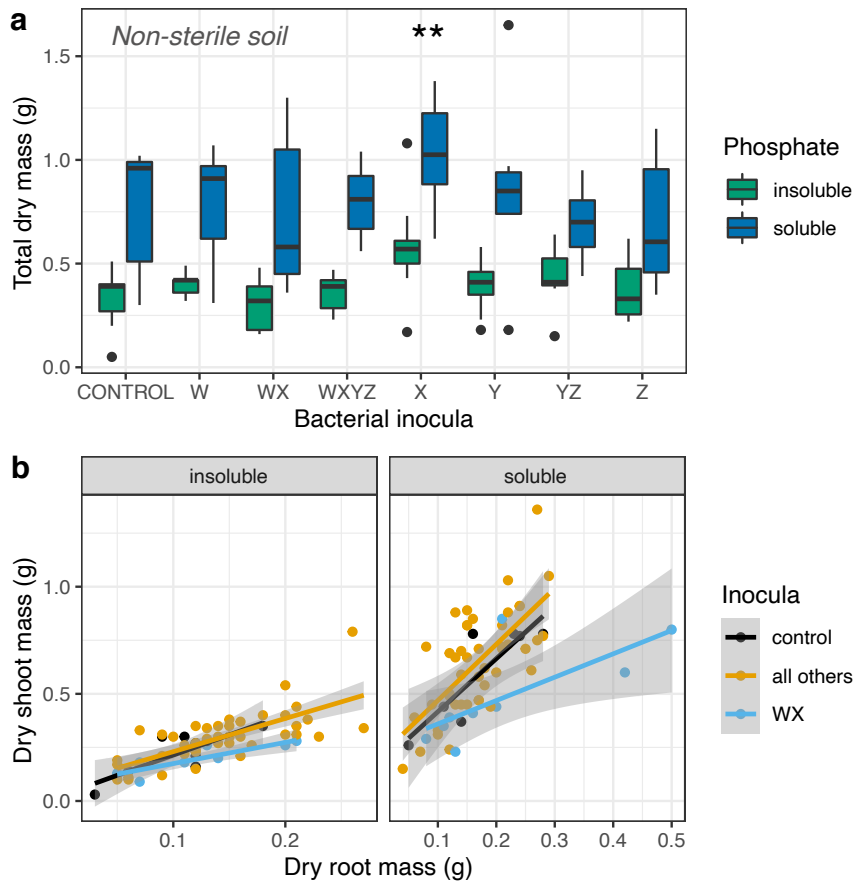 a
Non-sterile soil
**
1.5
1.0
0.5
0.0
Total dry mass (g)
CONTROL W WX WXYZ X Y YZ Z
Bacterial inocula
Phosphate
insoluble
soluble
b
insoluble soluble
1.0
0.5
0.0
Dry shoot mass (g)
0.1 0.2 0.1 0.2 0.3 0.4 0.5
Dry root mass (g)
Inocula
control
all others
WX